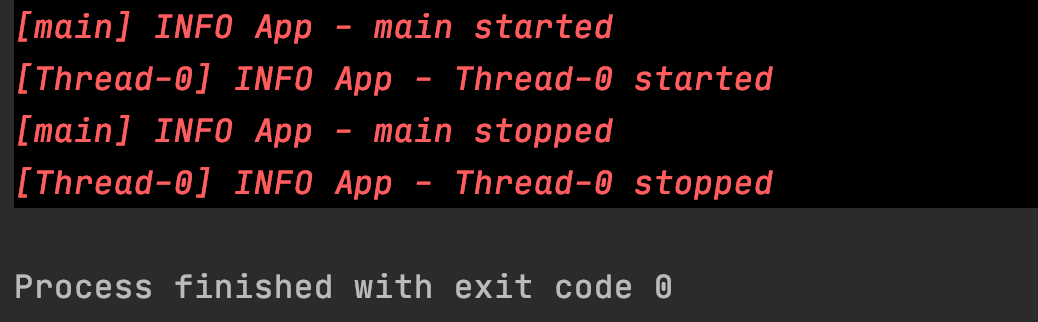 [main] INFO App - main started
[Thread-0] INFO App - Thread-0 started
[main] INFO App - main stopped
[Thread-0] INFO App - Thread-0 stopped
Process finished with exit code 0